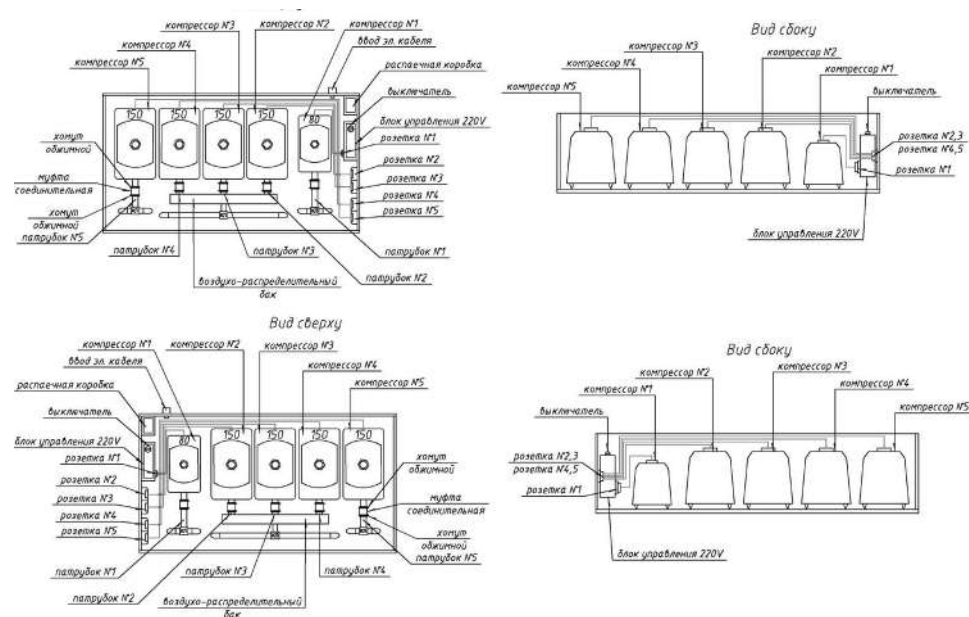 компрессор №1
компрессор №2
компрессор №3
ввод эл. кабеля
компрессор №4
компрессор №5
распаечная коробка
выключатель
блок управления 220V
розетка №1
розетка №2
розетка №3
розетка №4
розетка №5
150
150
150
150
80
хомут
обжимной
муфта
соединительная
хомут
обжимной
патрубок №5
патрубок №4
патрубок №3
патрубок №1
патрубок №2
воздухо-распределительный
бак
Вид сбоку
компрессор №3
компрессор №2
компрессор №4
компрессор №1
компрессор №5
выключатель
розетка №2,3
розетка №4,5
розетка №1
блок управления 220V
Вид сверху
компрессор №1
компрессор №2
компрессор №3
ввод эл. кабеля
компрессор №4
распаечная коробка
компрессор №5
выключатель
блок управления 220V
розетка №1
розетка №2
розетка №3
розетка №4
розетка №5
80
150
150
150
150
хомут
обжимной
муфта
соединительная
хомут
обжимной
патрубок №5
патрубок №1
патрубок №3
патрубок №4
патрубок №2
воздухо-распределительный
бак
Вид сбоку
компрессор №2
компрессор №3
компрессор №1
компрессор №4
выключатель
компрессор №5
розетка №2,3
розетка №4,5
розетка №1
блок управления 220V